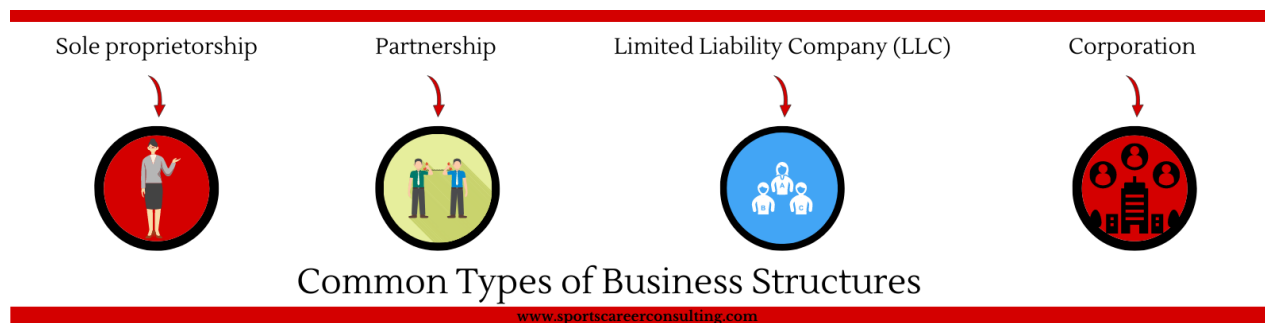 Sole proprietorship
Partnership
Limited Liability Company (LLC)
Corporation
A
B
C
Common Types of Business Structures
www.sportscareerconsulting.com